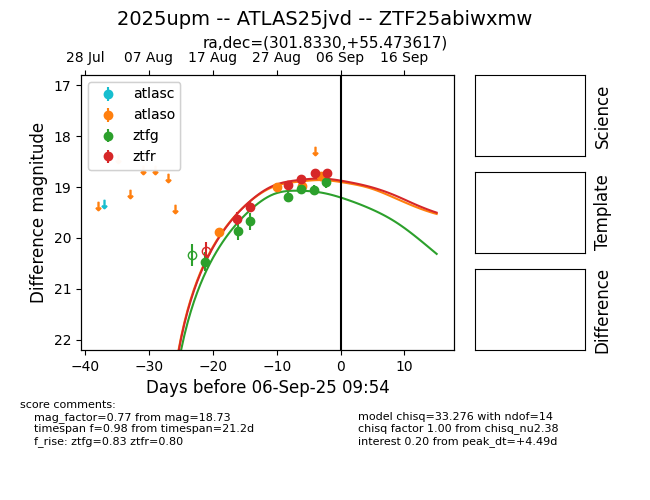 2025upm -- ATLAS25jvd -- ZTF25abiwxmw
ra,dec=(301.8330,+55.473617)
28 Jul 07 Aug 17 Aug 27 Aug 06 Sep 16 Sep
17
18
19
20
21
22
Difference magnitude
atlasc
atlaso
ztfg
ztfr
−40 −30 −20 −10 0 10
Days before 06-Sep-25 09:54
Science
Template
Difference
score comments:
mag_factor=0.77 from mag=18.73
timespan f=0.98 from timespan=21.2d
f_rise: ztfg=0.83 ztfr=0.80
model chisq=33.276 with ndof=14
chisq factor 1.00 from chisq_nu2.38
interest 0.20 from peak_dt=+4.49d